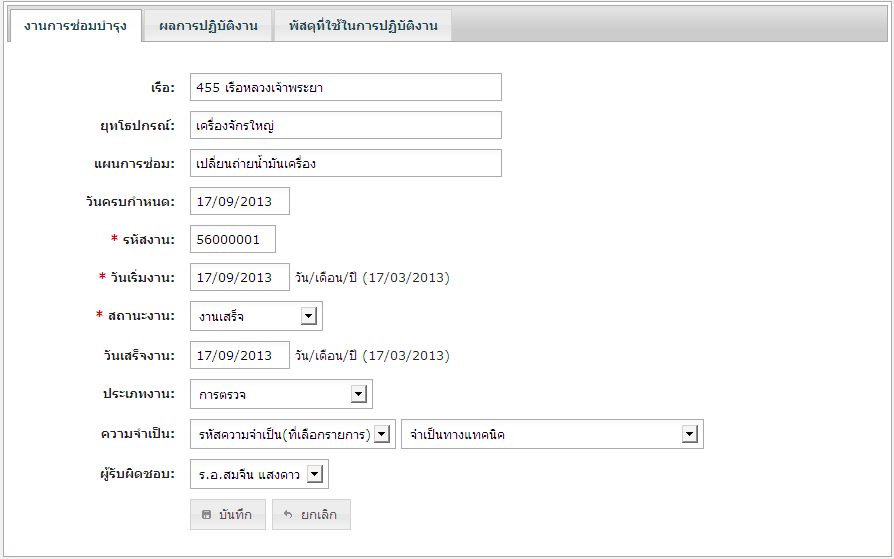 งานการซ่อมบำรุง ผลการปฏิบัติงาน พัสดุที่ใช้ในการปฏิบัติงาน
เรือ: 455 เรือหลวงเจ้าพระยา
ยุทโธปกรณ์: เครื่องจักรใหญ่
แผนการซ่อม: เปลี่ยนถ่ายน้ำมันเครื่อง
วันครบกำหนด: 17/09/2013
* รหัสงาน: 56000001
* วันเริ่มงาน: 17/09/2013 วัน/เดือน/ปี (17/03/2013)
* สถานะงาน: งานเสร็จ
วันเสร็จงาน: 17/09/2013 วัน/เดือน/ปี (17/03/2013)
ประเภทงาน: การตรวจ
ความจำเป็น: รหัสความจำเป็น(ที่เลือกรายการ) จำเป็นทางแทคนิค
ผู้รับผิดชอบ: ร.อ.สมจีน แสงดาว
บันทึก ยกเลิก